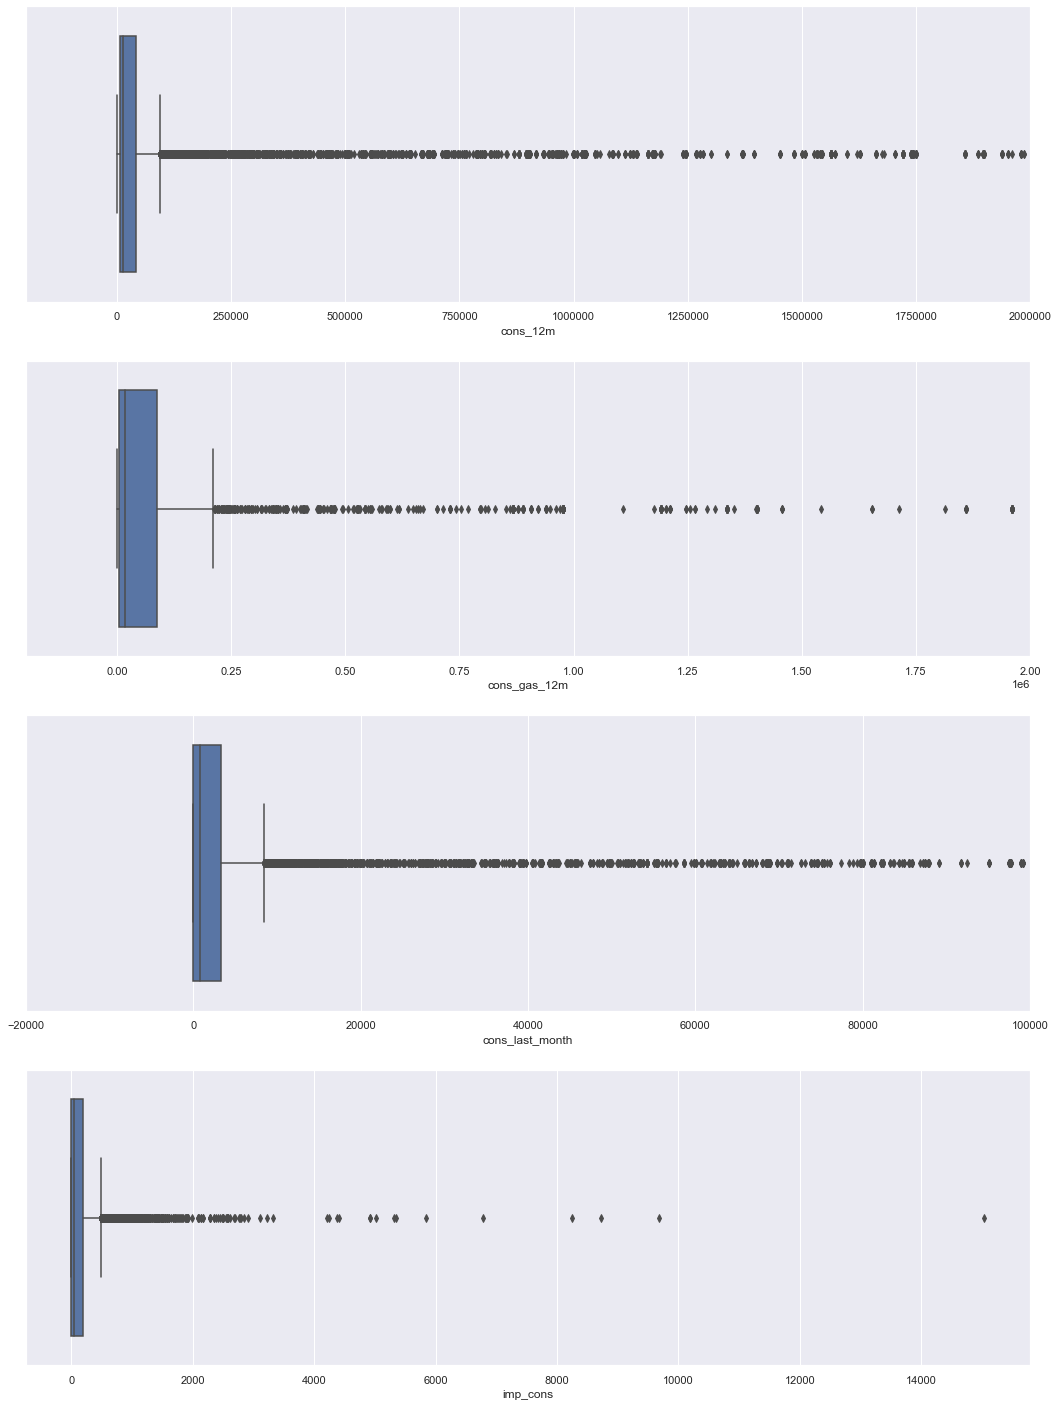 0 250000 500000 750000 1000000 1250000 1500000 1750000 2000000
cons_12m
0.00 0.25 0.50 0.75 1.00 1.25 1.50 1.75 2.00
cons_gas_12m 1e6
−20000 0 20000 40000 60000 80000 100000
cons_last_month
0 2000 4000 6000 8000 10000 12000 14000
imp_cons